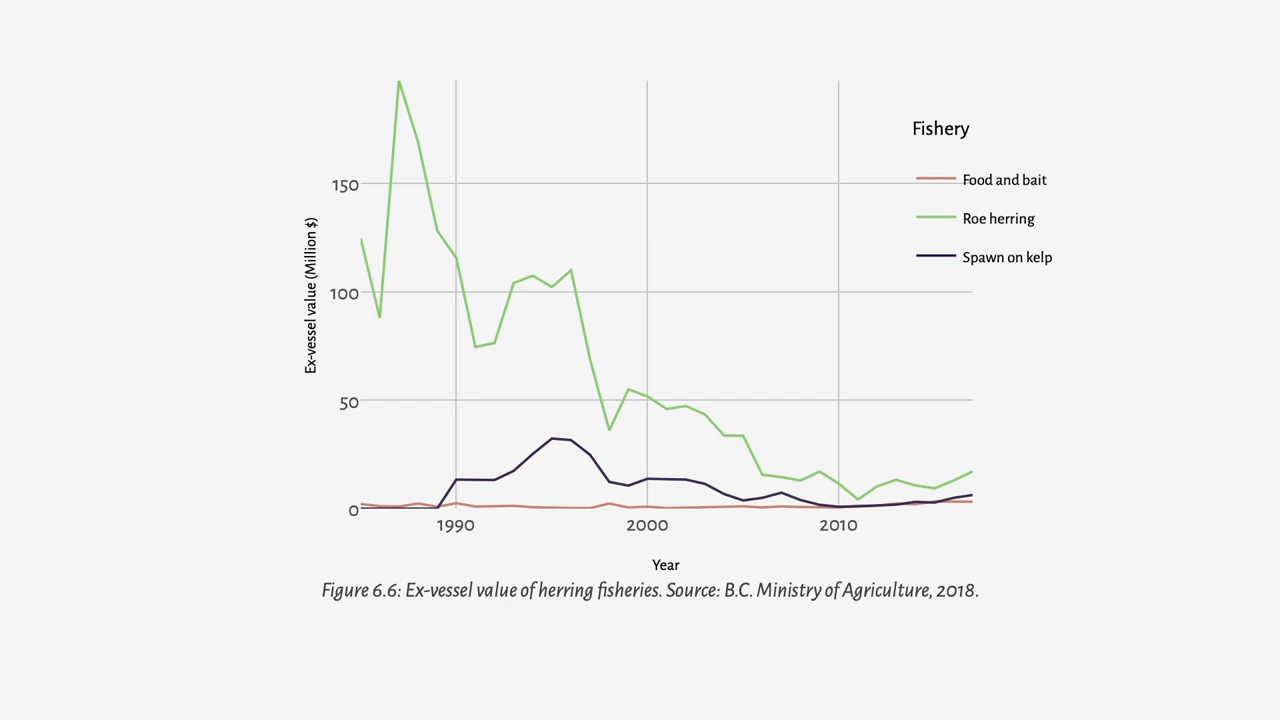 Fishery
Food and bait
Roe herring
Spawn on kelp
Ex-vessel value (Million $)
150
100
50
0
1990 2000 2010
Year
Figure 6.6: Ex-vessel value of herring fisheries. Source: B.C. Ministry of Agriculture, 2018.